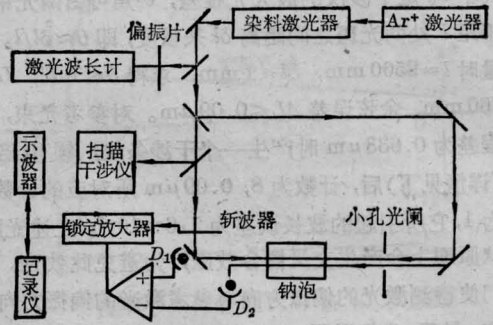 偏振片
染料激光器
Ar⁺激光器
激光波长计
示波器
扫描
干涉仪
锁定放大器
斩波器
小孔光阑
D₁
钠泡
记录仪
+
D₂